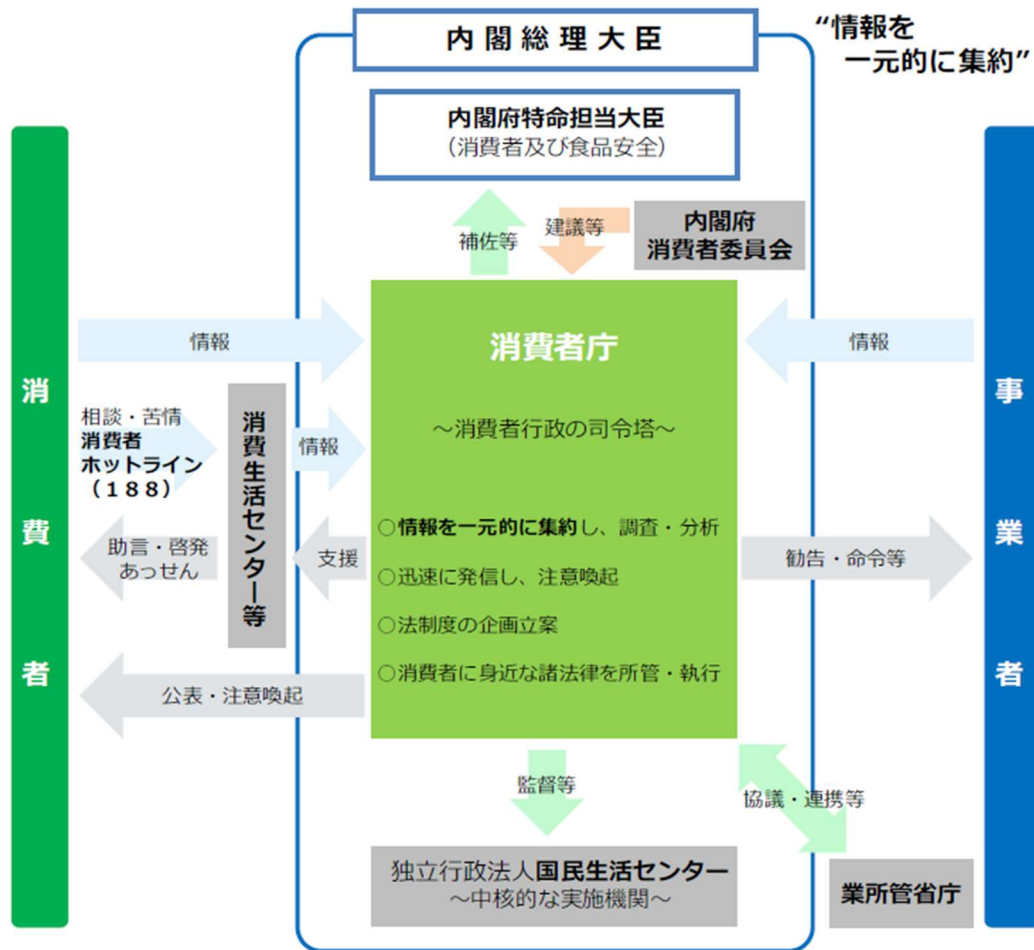 内閣総理大臣
“情報を
一元的に集約”
内閣府特命担当大臣
（消費者及び食品安全）
補佐等
建議等
内閣府
消費者委員会
消費者
事業者
情報
消費者庁
情報
～消費者行政の司令塔～
相談・苦情
消費者
ホットライン
（１８８）
消費生活センター等
情報
○情報を一元的に集約し、調査・分析
○迅速に発信し、注意喚起
○法制度の企画立案
○消費者に身近な諸法律を所管・執行
助言・啓発
あっせん
支援
勧告・命令等
公表・注意喚起
監督等
協議・連携等
独立行政法人国民生活センター
～中核的な実施機関～
業所管省庁